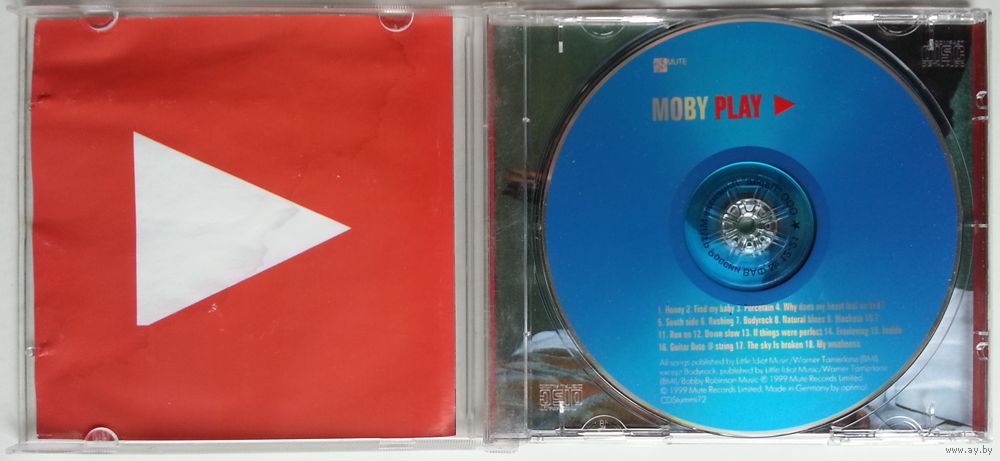 MUTE
MOBY PLAY
1. Honey 2. Find my baby 3. Porcelain 4. Why does my heart feel so bad?
5. South side 6. Rushing 7. Bodyrock 8. Natural blues 9. Machete 10. 7
11. Run on 12. Down slow 13. If things were perfect 14. Everloving 15. Inside
16. Guitar flute & string 17. The sky is broken 18. My weakness
All songs published by Little Idiot Music/Warner Tamerlane (BMI)
except Bodyrock, published by Little Idiot Music/Warner Tamerlane
(BMI)/Bobby Robinson Music ℗ 1999 Mute Records Limited
© 1999 Mute Records Limited. Made in Germany by optimal
CDStumm172
www.ay.by